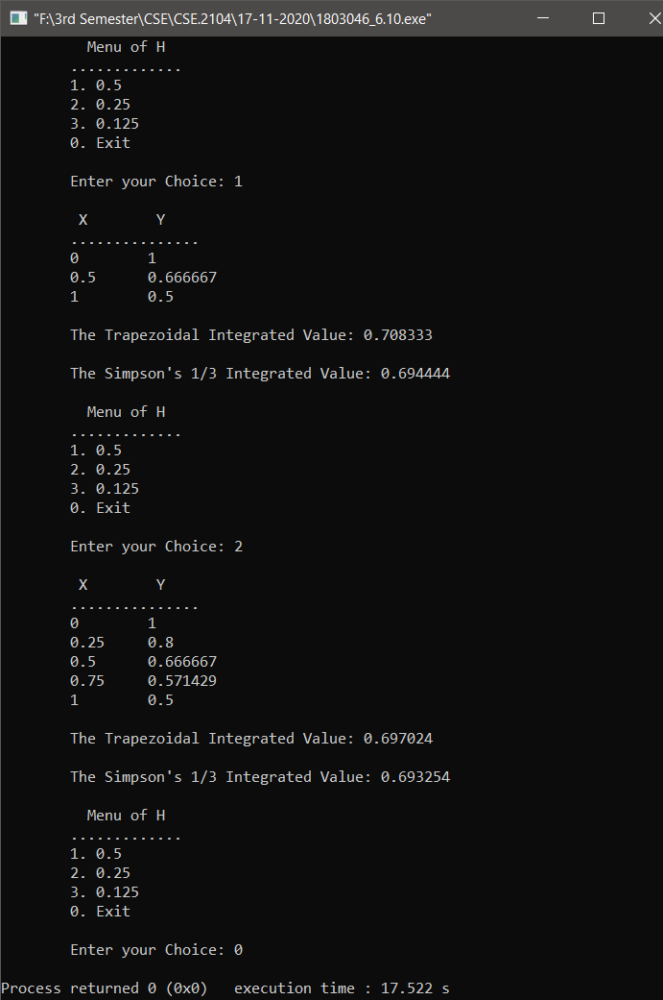 "F:\3rd Semester\CSE\CSE.2104\17-11-2020\1803046_6.10.exe"
Menu of H
.............
1. 0.5
2. 0.25
3. 0.125
0. Exit
Enter your Choice: 1
X Y
...............
0 1
0.5 0.666667
1 0.5
The Trapezoidal Integrated Value: 0.708333
The Simpson's 1/3 Integrated Value: 0.694444
Menu of H
.............
1. 0.5
2. 0.25
3. 0.125
0. Exit
Enter your Choice: 2
X Y
...............
0 1
0.25 0.8
0.5 0.666667
0.75 0.571429
1 0.5
The Trapezoidal Integrated Value: 0.697024
The Simpson's 1/3 Integrated Value: 0.693254
Menu of H
.............
1. 0.5
2. 0.25
3. 0.125
0. Exit
Enter your Choice: 0
Process returned 0 (0x0) execution time : 17.522 s